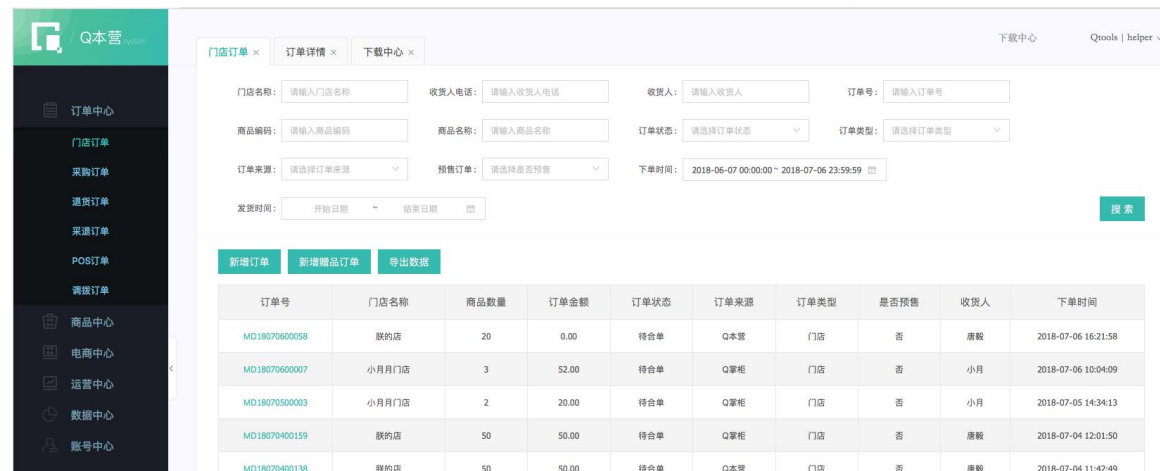 Q本营 system
下载中心 Qtools | helper
门店订单 × 订单详情 × 下载中心 ×
门店名称: 请输入门店名称 收货人电话: 请输入收货人电话 收货人: 请输入收货人 订单号: 请输入订单号
商品编码: 请输入商品编码 商品名称: 请输入商品名称 订单状态: 请选择订单状态 订单类型: 请选择订单类型
订单来源: 请选择订单来源 预售订单: 请选择是否预售 下单时间: 2018-06-07 00:00:00 ~ 2018-07-06 23:59:59
发货时间: 开始日期 ~ 结束日期
搜索
订单中心
门店订单
采购订单
退货订单
采退订单
POS订单
调拨订单
商品中心
电商中心
运营中心
数据中心
账号中心
新增订单 新增赠品订单 导出数据
订单号 门店名称 商品数量 订单金额 订单状态 订单来源 订单类型 是否预售 收货人 下单时间
MD18070600058 朕的店 20 0.00 待合单 Q本营 门店 否 唐毅 2018-07-06 16:21:58
MD18070600007 小月月门店 3 52.00 待合单 Q掌柜 门店 否 小月 2018-07-06 10:04:09
MD18070500003 小月月门店 2 20.00 待合单 Q掌柜 门店 否 小月 2018-07-05 14:34:13
MD18070400159 朕的店 50 50.00 待合单 Q掌柜 门店 否 唐毅 2018-07-04 12:01:50
MD18070400138 朕的店 50 50.00 待合单 Q本营 门店 否 唐毅 2018-07-04 11:42:49